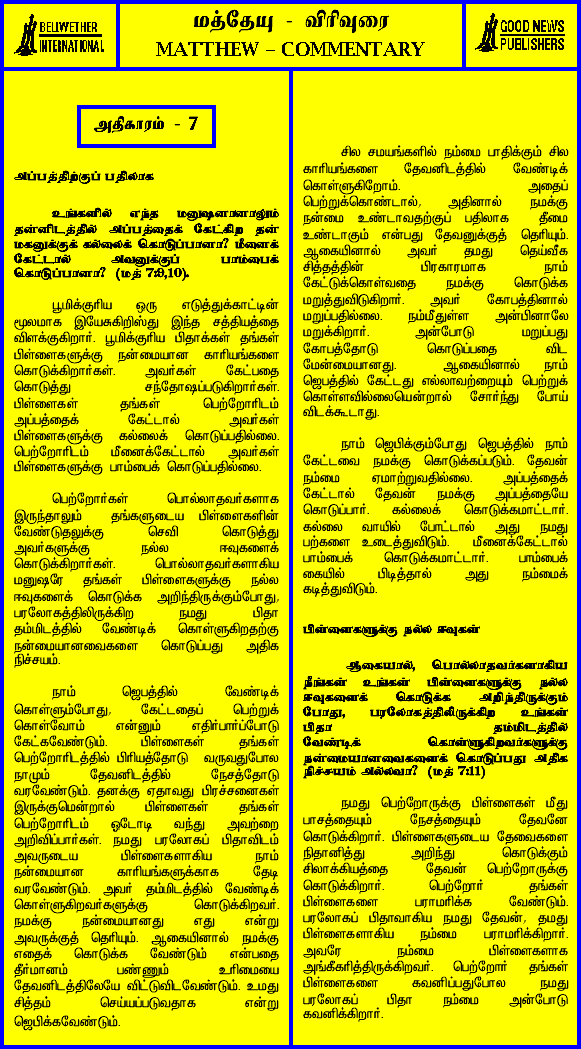 BELLWETHER
INTERNATIONAL
மத்தேயு - விரிவுரை
MATTHEW – COMMENTARY
GOOD NEWS
PUBLISHERS
அதிகாரம் - 7
அப்பத்திற்குப் பதிலாக
உங்களில் எந்த மனுஷனானாலும்
தன்னிடத்தில் அப்பத்தைக் கேட்கிற தன்
மகனுக்குக் கல்லைக் கொடுப்பானா? மீனைக்
கேட்டால் அவனுக்குப் பாம்பைக்
கொடுப்பானா? (மத் 7:9,10).
பூமிக்குரிய ஒரு எடுத்துக்காட்டின்
மூலமாக இயேசுகிறிஸ்து இந்த சத்தியத்தை
விளக்குகிறார். பூமிக்குரிய பிதாக்கள் தங்கள்
பிள்ளைகளுக்கு நன்மையான காரியங்களை
கொடுக்கிறார்கள். அவர்கள் கேட்பதை
கொடுத்து சந்தோஷப்படுகிறார்கள்.
பிள்ளைகள் தங்கள் பெற்றோரிடம்
அப்பத்தைக் கேட்டால் அவர்கள்
பிள்ளைகளுக்கு கல்லைக் கொடுப்பதில்லை.
பெற்றோரிடம் மீனைக்கேட்டால் அவர்கள்
பிள்ளைகளுக்கு பாம்பைக் கொடுப்பதில்லை.
பெற்றோர்கள் பொல்லாதவர்களாக
இருந்தாலும் தங்களுடைய பிள்ளைகளின்
வேண்டுதலுக்கு செவி கொடுத்து
அவர்களுக்கு நல்ல ஈவுகளைக்
கொடுக்கிறார்கள். பொல்லாதவர்களாகிய
மனுஷரே தங்கள் பிள்ளைகளுக்கு நல்ல
ஈவுகளைக் கொடுக்க அறிந்திருக்கும்போது,
பரலோகத்திலிருக்கிற நமது பிதா
தம்மிடத்தில் வேண்டிக் கொள்ளுகிறதற்கு
நன்மையானவைகளை கொடுப்பது அதிக
நிச்சயம்.
நாம் ஜெபத்தில் வேண்டிக்
கொள்ளும்போது, கேட்டதைப் பெற்றுக்
கொள்வோம் என்னும் எதிர்பார்ப்போடு
கேட்கவேண்டும். பிள்ளைகள் தங்கள்
பெற்றோரிடத்தில் பிரியத்தோடு வருவதுபோல
நாமும் தேவனிடத்தில் நேசத்தோடு
வரவேண்டும். தனக்கு ஏதாவது பிரச்சனைகள்
இருக்குமென்றால் பிள்ளைகள் தங்கள்
பெற்றோரிடம் ஓடோடி வந்து அவற்றை
அறிவிப்பார்கள். நமது பரலோகப் பிதாவிடம்
அவருடைய பிள்ளைகளாகிய நாம்
நன்மையான காரியங்களுக்காக தேடி
வரவேண்டும். அவர் தம்மிடத்தில் வேண்டிக்
கொள்ளுகிறவர்களுக்கு கொடுக்கிறவர்.
நமக்கு நன்மையானது எது என்று
அவருக்குத் தெரியும். ஆகையினால் நமக்கு
எதைக் கொடுக்க வேண்டும் என்பதை
தீர்மானம் பண்ணும் உரிமையை
தேவனிடத்திலேயே விட்டுவிடவேண்டும். உமது
சித்தம் செய்யப்படுவதாக என்று
ஜெபிக்கவேண்டும்.
சில சமயங்களில் நம்மை பாதிக்கும் சில
காரியங்களை தேவனிடத்தில் வேண்டிக்
கொள்ளுகிறோம். அதைப்
பெற்றுக்கொண்டால், அதினால் நமக்கு
நன்மை உண்டாவதற்குப் பதிலாக தீமை
உண்டாகும் என்பது தேவனுக்குத் தெரியும்.
ஆகையினால் அவர் தமது தெய்வீக
சித்தத்தின் பிரகாரமாக நாம்
கேட்டுக்கொள்வதை நமக்கு கொடுக்க
மறுத்துவிடுகிறார். அவர் கோபத்தினால்
மறுப்பதில்லை. நம்மீதுள்ள அன்பினாலே
மறுக்கிறார். அன்போடு மறுப்பது
கோபத்தோடு கொடுப்பதை விட
மேன்மையானது. ஆகையினால் நாம்
ஜெபத்தில் கேட்டது எல்லாவற்றையும் பெற்றுக்
கொள்ளவில்லையென்றால் சோர்ந்து போய்
விடக்கூடாது.
நாம் ஜெபிக்கும்போது ஜெபத்தில் நாம்
கேட்டவை நமக்கு கொடுக்கப்படும். தேவன்
நம்மை ஏமாற்றுவதில்லை. அப்பத்தைக்
கேட்டால் தேவன் நமக்கு அப்பத்தையே
கொடுப்பார். கல்லைக் கொடுக்கமாட்டார்.
கல்லை வாயில் போட்டால் அது நமது
பற்களை உடைத்துவிடும். மீனைக்கேட்டால்
பாம்பைக் கொடுக்கமாட்டார். பாம்பைக்
கையில் பிடித்தால் அது நம்மைக்
கடித்துவிடும்.
பிள்ளைகளுக்கு நல்ல ஈவுகள்
ஆகையால், பொல்லாதவர்களாகிய
நீங்கள் உங்கள் பிள்ளைகளுக்கு நல்ல
ஈவுகளைக் கொடுக்க அறிந்திருக்கும்
போது, பரலோகத்திலிருக்கிற உங்கள்
பிதா தம்மிடத்தில்
வேண்டிக் கொள்ளுகிறவர்களுக்கு
நன்மையானவைகளைக் கொடுப்பது அதிக
நிச்சயம் அல்லவா? (மத் 7:11)
நமது பெற்றோருக்கு பிள்ளைகள் மீது
பாசத்தையும் நேசத்தையும் தேவனே
கொடுக்கிறார். பிள்ளைகளுடைய தேவைகளை
நிதானித்து அறிந்து கொடுக்கும்
சிலாக்கியத்தை தேவன் பெற்றோருக்கு
கொடுக்கிறார். பெற்றோர் தங்கள்
பிள்ளைகளை பராமரிக்க வேண்டும்.
பரலோகப் பிதாவாகிய நமது தேவன், தமது
பிள்ளைகளாகிய நம்மை பராமரிக்கிறார்.
அவரே நம்மை பிள்ளைகளாக
அங்கீகரித்திருக்கிறவர். பெற்றோர் தங்கள்
பிள்ளைகளை கவனிப்பதுபோல நமது
பரலோகப் பிதா நம்மை அன்போடு
கவனிக்கிறார்.